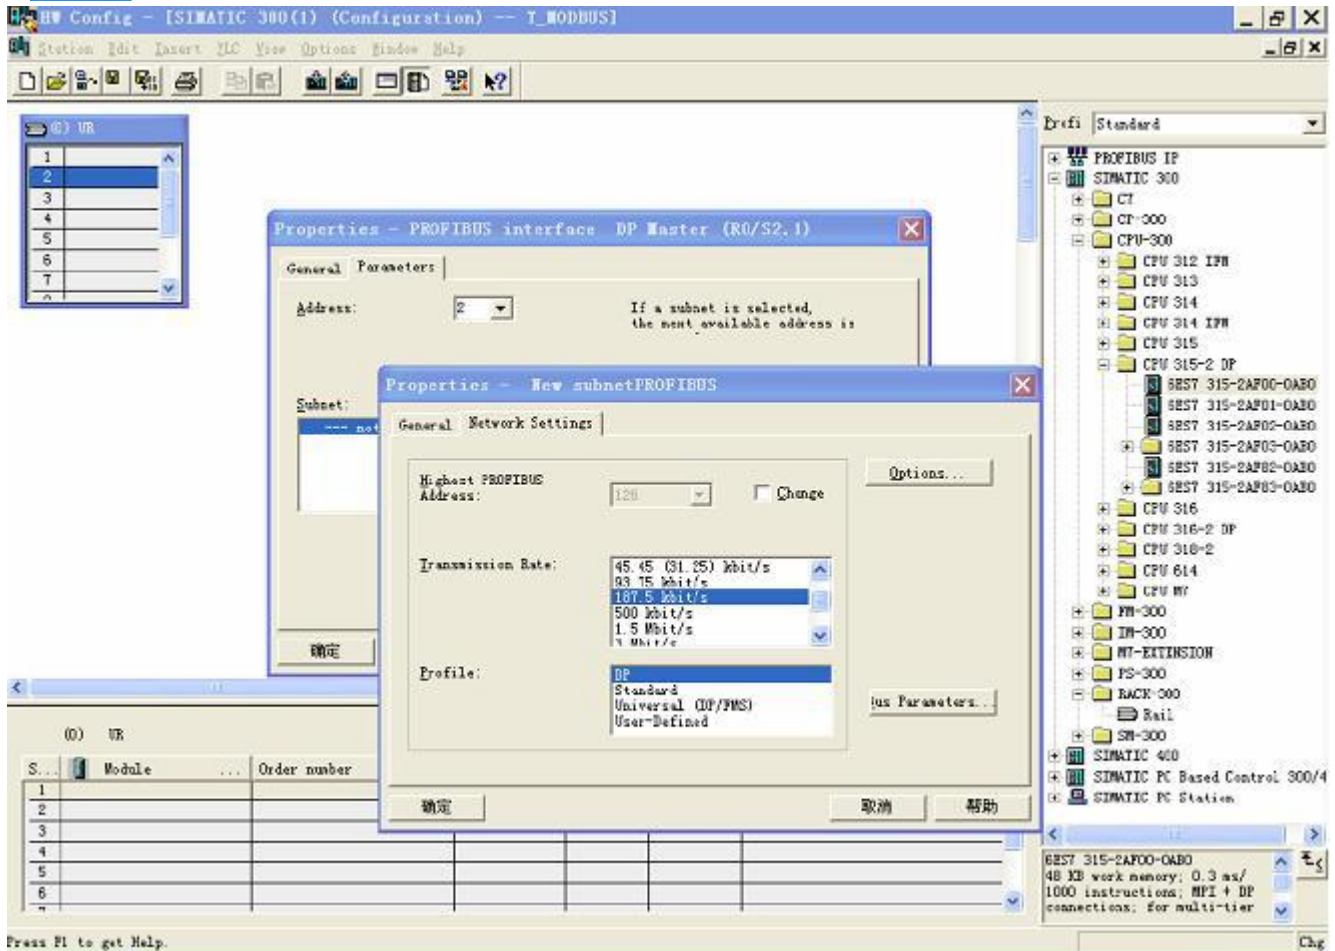 HW Config - [SIMATIC 300(1) (Configuration) -- T_MODBUS]
Station Edit Insert PLC View Options Window Help
(0) UR
1
2
3
4
5
6
7
Properties - PROFIBUS interface DP Master (R0/S2.1)
General Parameters
Address:
2
If a subnet is selected,
the next available address is
Subnet:
--- not
确定
Properties - New subnetPROFIBUS
General Network Settings
Highest PROFIBUS
Address:
126
Change
Options...
Transmission Rate:
45.45 (31.25) kbit/s
93.75 kbit/s
187.5 kbit/s
500 kbit/s
1.5 Mbit/s
3 Mbit/s
Profile:
DP
Standard
Universal (DP/FMS)
User-Defined
us Parameters...
确定
取消
帮助
(0) UR
S... Module ... Order number
1
2
3
4
5
6
7
Profi Standard
PROFIBUS IP
SIMATIC 300
C7
CP-300
CPU-300
CPU 312 IFM
CPU 313
CPU 314
CPU 314 IFM
CPU 315
CPU 315-2 DP
6ES7 315-2AF00-0AB0
6ES7 315-2AF01-0AB0
6ES7 315-2AF02-0AB0
6ES7 315-2AF03-0AB0
6ES7 315-2AF82-0AB0
6ES7 315-2AF83-0AB0
CPU 316
CPU 316-2 DP
CPU 318-2
CPU 614
CPU M7
FM-300
IM-300
M7-EXTENSION
PS-300
RACK-300
Rail
SM-300
SIMATIC 400
SIMATIC PC Based Control 300/4
SIMATIC PC Station
6ES7 315-2AF00-0AB0
48 KB work memory; 0.3 ms/
1000 instructions; MPI + DP
connections; for multi-tier
Press F1 to get Help.
Chg